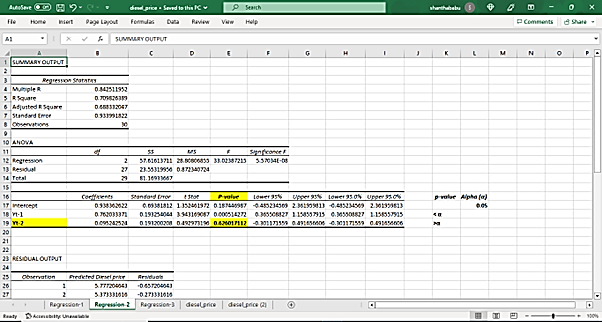 AutoSave Off diesel_price • Saved to this PC Search shanthababu
File Home Insert Page Layout Formulas Data Review View Help Comments Share
A1 fx SUMMARY OUTPUT
A B C D E F G H I J K L M N O P
1 SUMMARY OUTPUT
2
3 Regression Statistics
4 Multiple R 0.842511952
5 R Square 0.709826389
6 Adjusted R Square 0.688332047
7 Standard Error 0.933991822
8 Observations 30
9
10 ANOVA
11 df SS MS F Significance F
12 Regression 2 57.61613711 28.80806855 33.02387215 5.57034E-08
13 Residual 27 23.55319956 0.872340724
14 Total 29 81.16933667
15
16 Coefficients Standard Error t Stat P-value Lower 95% Upper 95% Lower 95.0% Upper 95.0% p-value Alpha (α)
17 Intercept 0.938362622 0.69381812 1.352461972 0.187446987 -0.485234569 2.361959813 -0.485234569 2.361959813 0.05
18 Yt-1 0.762033371 0.193254044 3.943169087 0.000514272 0.365508827 1.158557915 0.365508827 1.158557915 < α
19 Yt-2 0.095242524 0.193200208 0.492973196 0.626017117 -0.301171559 0.491656606 -0.301171559 0.491656606 >α
20
21
22
23 RESIDUAL OUTPUT
24
25 Observation Predicted Diesel price Residuals
26 1 5.777204643 -0.657204643
27 2 5.373331616 -0.273331616
Regression-1 Regression-2 Regression-3 diesel_price diesel_price (2)
Ready Accessibility: Unavailable 100%